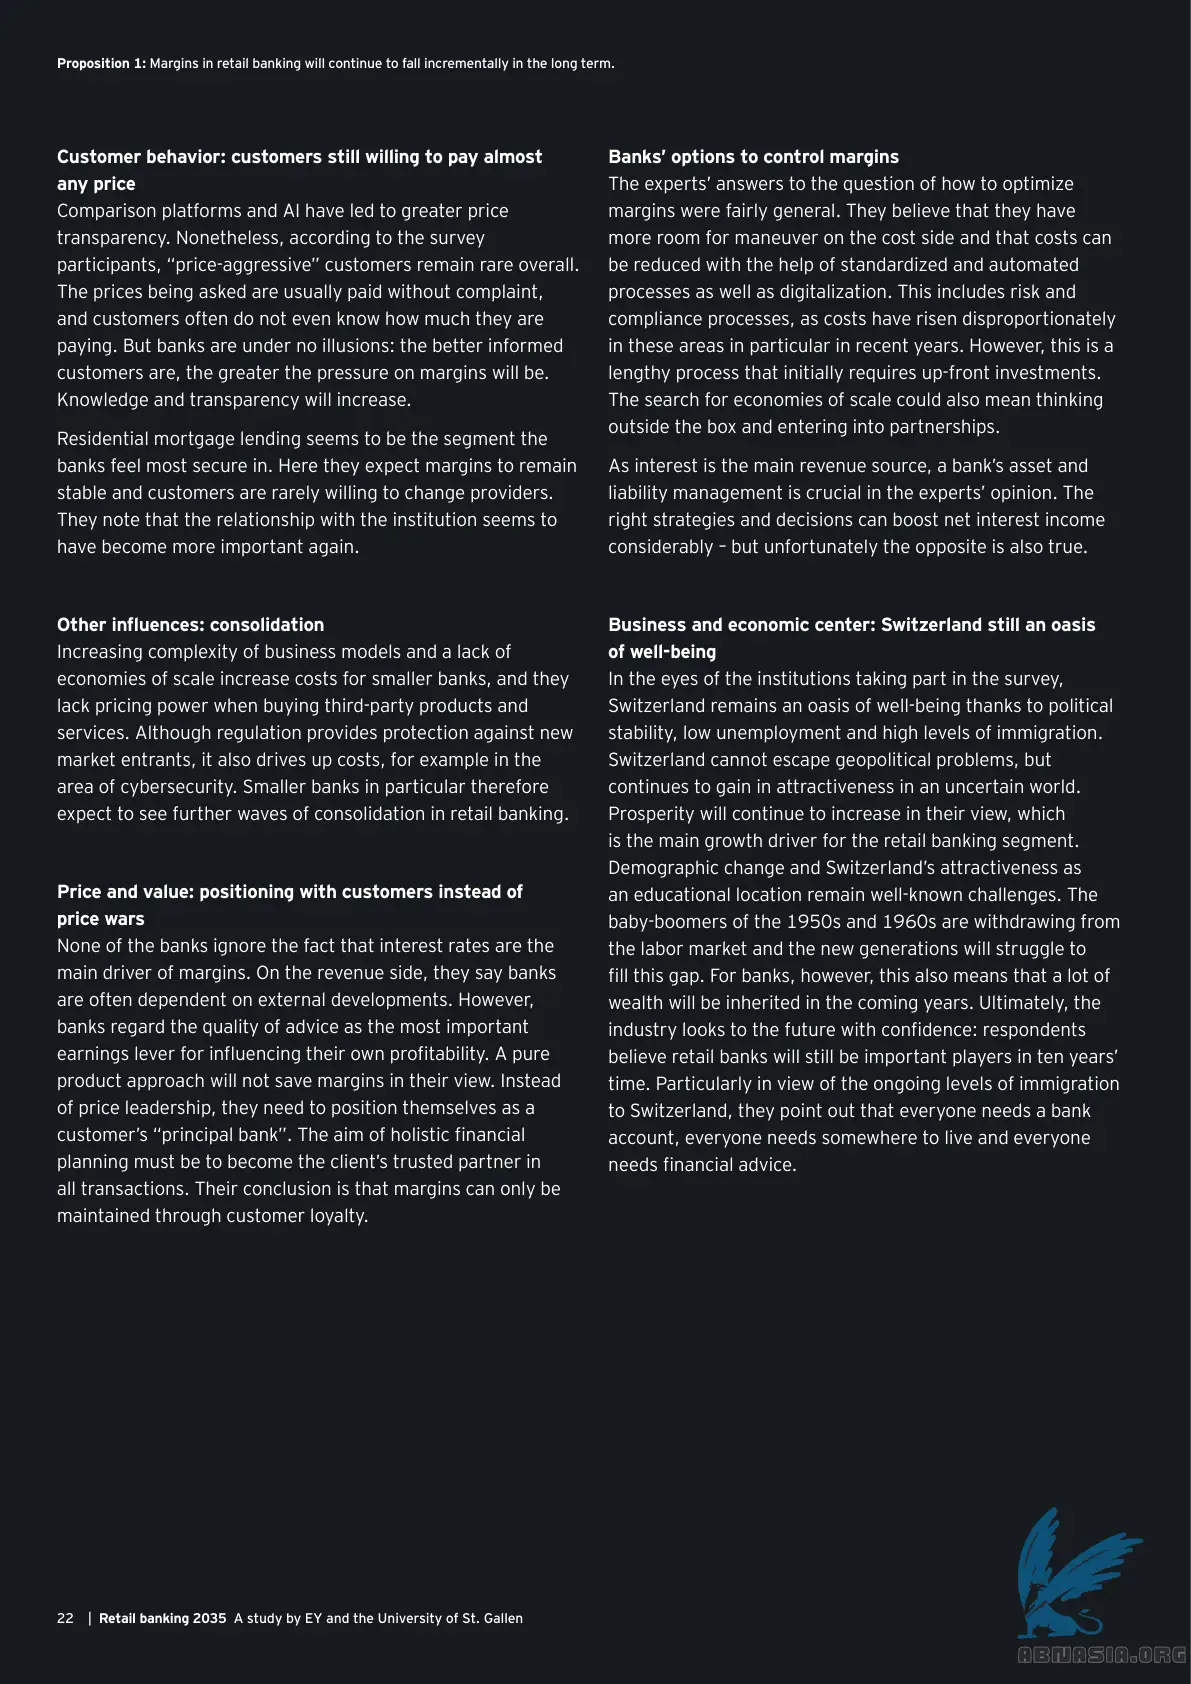 Proposition 1: Margins in retail banking will continue to fall incrementally in the long term.
Customer behavior: customers still willing to pay almost
any price
Comparison platforms and AI have led to greater price
transparency. Nonetheless, according to the survey
participants, “price-aggressive” customers remain rare overall.
The prices being asked are usually paid without complaint,
and customers often do not even know how much they are
paying. But banks are under no illusions: the better informed
customers are, the greater the pressure on margins will be.
Knowledge and transparency will increase.
Residential mortgage lending seems to be the segment the
banks feel most secure in. Here they expect margins to remain
stable and customers are rarely willing to change providers.
They note that the relationship with the institution seems to
have become more important again.
Other influences: consolidation
Increasing complexity of business models and a lack of
economies of scale increase costs for smaller banks, and they
lack pricing power when buying third-party products and
services. Although regulation provides protection against new
market entrants, it also drives up costs, for example in the
area of cybersecurity. Smaller banks in particular therefore
expect to see further waves of consolidation in retail banking.
Price and value: positioning with customers instead of
price wars
None of the banks ignore the fact that interest rates are the
main driver of margins. On the revenue side, they say banks
are often dependent on external developments. However,
banks regard the quality of advice as the most important
earnings lever for influencing their own profitability. A pure
product approach will not save margins in their view. Instead
of price leadership, they need to position themselves as a
customer’s “principal bank”. The aim of holistic financial
planning must be to become the client’s trusted partner in
all transactions. Their conclusion is that margins can only be
maintained through customer loyalty.
Banks’ options to control margins
The experts’ answers to the question of how to optimize
margins were fairly general. They believe that they have
more room for maneuver on the cost side and that costs can
be reduced with the help of standardized and automated
processes as well as digitalization. This includes risk and
compliance processes, as costs have risen disproportionately
in these areas in particular in recent years. However, this is a
lengthy process that initially requires up-front investments.
The search for economies of scale could also mean thinking
outside the box and entering into partnerships.
As interest is the main revenue source, a bank’s asset and
liability management is crucial in the experts’ opinion. The
right strategies and decisions can boost net interest income
considerably – but unfortunately the opposite is also true.
Business and economic center: Switzerland still an oasis
of well-being
In the eyes of the institutions taking part in the survey,
Switzerland remains an oasis of well-being thanks to political
stability, low unemployment and high levels of immigration.
Switzerland cannot escape geopolitical problems, but
continues to gain in attractiveness in an uncertain world.
Prosperity will continue to increase in their view, which
is the main growth driver for the retail banking segment.
Demographic change and Switzerland’s attractiveness as
an educational location remain well-known challenges. The
baby-boomers of the 1950s and 1960s are withdrawing from
the labor market and the new generations will struggle to
fill this gap. For banks, however, this also means that a lot of
wealth will be inherited in the coming years. Ultimately, the
industry looks to the future with confidence: respondents
believe retail banks will still be important players in ten years’
time. Particularly in view of the ongoing levels of immigration
to Switzerland, they point out that everyone needs a bank
account, everyone needs somewhere to live and everyone
needs financial advice.
22 | Retail banking 2035 A study by EY and the University of St. Gallen
ABNASIA.ORG